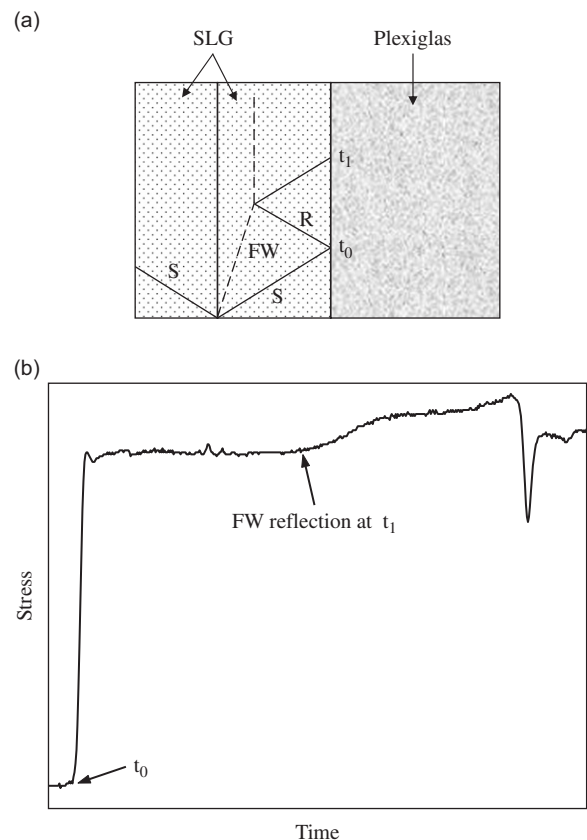 (a)
SLG
Plexiglas
t1
R
t0
FW
S
S
(b)
FW reflection at t1
Stress
t0
Time